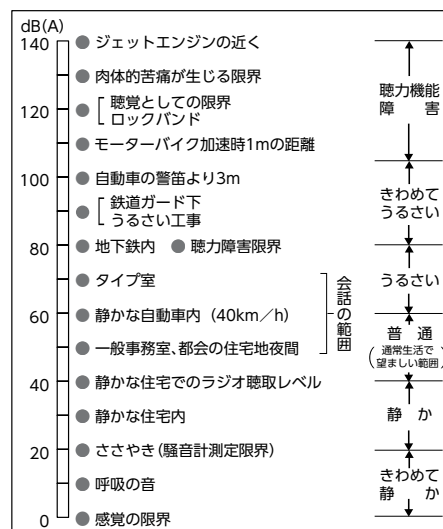 dB(A)
140
ジェットエンジンの近く
肉体的苦痛が生じる限界
120
聴覚としての限界
ロックバンド
モーターバイク加速時1mの距離
100
自動車の警笛より3m
鉄道ガード下
うるさい工事
80
地下鉄内
聴力障害限界
タイプ室
60
静かな自動車内（40km／h）
一般事務室、都会の住宅地夜間
会話の範囲
40
静かな住宅でのラジオ聴取レベル
静かな住宅内
20
ささやき（騒音計測定限界）
呼吸の音
0
感覚の限界
聴力機能
障害
きわめて
うるさい
うるさい
普通
（通常生活で
望ましい範囲）
静か
きわめて
静か